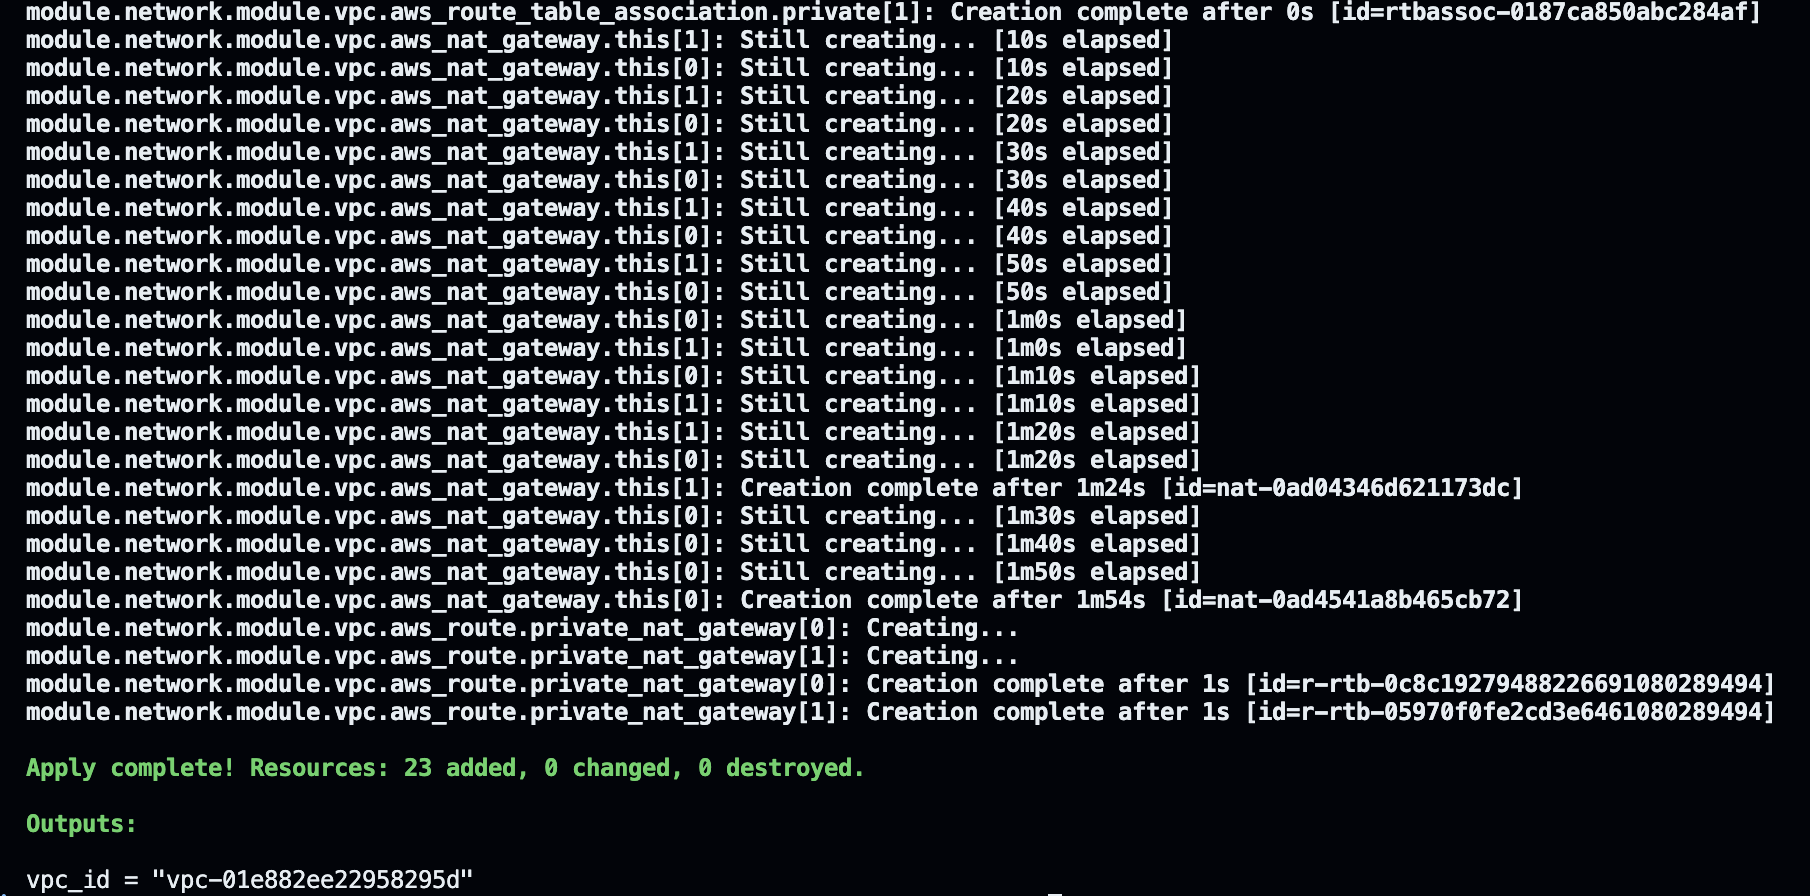 module.network.module.vpc.aws_route_table_association.private[1]: Creation complete after 0s [id=rtbassoc-0187ca850abc284af]
module.network.module.vpc.aws_nat_gateway.this[1]: Still creating... [10s elapsed]
module.network.module.vpc.aws_nat_gateway.this[0]: Still creating... [10s elapsed]
module.network.module.vpc.aws_nat_gateway.this[1]: Still creating... [20s elapsed]
module.network.module.vpc.aws_nat_gateway.this[0]: Still creating... [20s elapsed]
module.network.module.vpc.aws_nat_gateway.this[1]: Still creating... [30s elapsed]
module.network.module.vpc.aws_nat_gateway.this[0]: Still creating... [30s elapsed]
module.network.module.vpc.aws_nat_gateway.this[1]: Still creating... [40s elapsed]
module.network.module.vpc.aws_nat_gateway.this[0]: Still creating... [40s elapsed]
module.network.module.vpc.aws_nat_gateway.this[1]: Still creating... [50s elapsed]
module.network.module.vpc.aws_nat_gateway.this[0]: Still creating... [50s elapsed]
module.network.module.vpc.aws_nat_gateway.this[0]: Still creating... [1m0s elapsed]
module.network.module.vpc.aws_nat_gateway.this[1]: Still creating... [1m0s elapsed]
module.network.module.vpc.aws_nat_gateway.this[0]: Still creating... [1m10s elapsed]
module.network.module.vpc.aws_nat_gateway.this[1]: Still creating... [1m10s elapsed]
module.network.module.vpc.aws_nat_gateway.this[1]: Still creating... [1m20s elapsed]
module.network.module.vpc.aws_nat_gateway.this[0]: Still creating... [1m20s elapsed]
module.network.module.vpc.aws_nat_gateway.this[1]: Creation complete after 1m24s [id=nat-0ad04346d621173dc]
module.network.module.vpc.aws_nat_gateway.this[0]: Still creating... [1m30s elapsed]
module.network.module.vpc.aws_nat_gateway.this[0]: Still creating... [1m40s elapsed]
module.network.module.vpc.aws_nat_gateway.this[0]: Still creating... [1m50s elapsed]
module.network.module.vpc.aws_nat_gateway.this[0]: Creation complete after 1m54s [id=nat-0ad4541a8b465cb72]
module.network.module.vpc.aws_route.private_nat_gateway[0]: Creating...
module.network.module.vpc.aws_route.private_nat_gateway[1]: Creating...
module.network.module.vpc.aws_route.private_nat_gateway[0]: Creation complete after 1s [id=r-rtb-0c8c19279488226691080289494]
module.network.module.vpc.aws_route.private_nat_gateway[1]: Creation complete after 1s [id=r-rtb-05970f0fe2cd3e6461080289494]
Apply complete! Resources: 23 added, 0 changed, 0 destroyed.
Outputs:
vpc_id = "vpc-01e882ee22958295d"